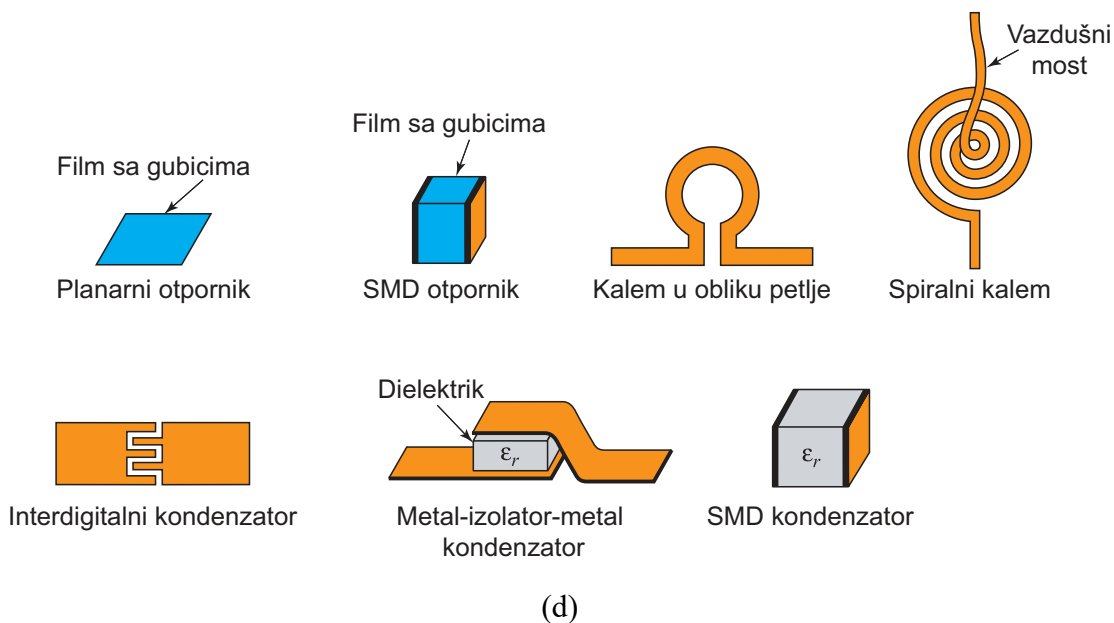 Vazdušni
most
Film sa gubicima
Film sa gubicima
Planarni otpornik
SMD otpornik
Kalem u obliku petlje
Spiralni kalem
Dielektrik
εr
εr
Interdigitalni kondenzator
Metal-izolator-metal
kondenzator
SMD kondenzator
(d)